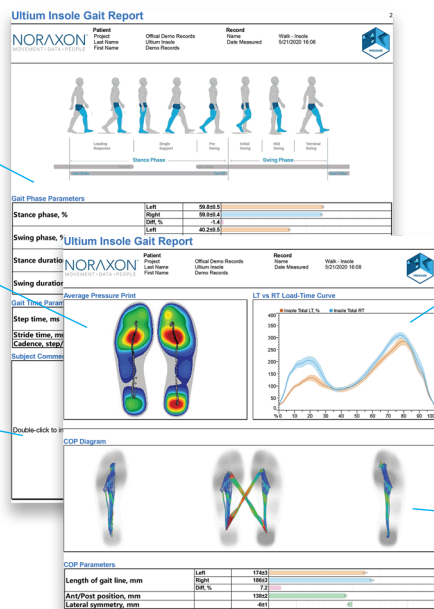 Ultium Insole Gait Report
2
NORAXON
MOVEMENT • DATA • PEOPLE
Patient
Project Offical Demo Records
Last Name Ultium Insole
First Name Demo Records
Record
Name Walk - Insole
Date Measured 5/21/2020 16:08
PRESSURE
Loading Response
Single Support
Pre Swing
Initial Swing
Mid Swing
Terminal Swing
Stance Phase
Swing Phase
Gait Phase Parameters
Stance phase, %
Left 59.8±0.5
Right 59.0±0.4
Diff, % -1.4
Swing phase, %
Left 40.2±0.5
Stance duratio
Swing duration
Gait Time Param
Step time, ms
Stride time, m
Cadence, step/
Subject Comme
Double-click to in
Ultium Insole Gait Report
NORAXON
MOVEMENT • DATA • PEOPLE
Patient
Project Offical Demo Records
Last Name Ultium Insole
First Name Demo Records
Record
Name Walk - Insole
Date Measured 5/21/2020 16:08
PRESSURE
Average Pressure Print
LT vs RT Load-Time Curve
Insole Total LT, % Insole Total RT
400
350
300
250
200
150
100
50
0
% 0 10 20 30 40 50 60 70 80 90 100
COP Diagram
COP Parameters
Length of gait line, mm
Left 174±3
Right 186±3
Diff, % 7.2
Ant/Post position, mm 138±2
Lateral symmetry, mm -4±1